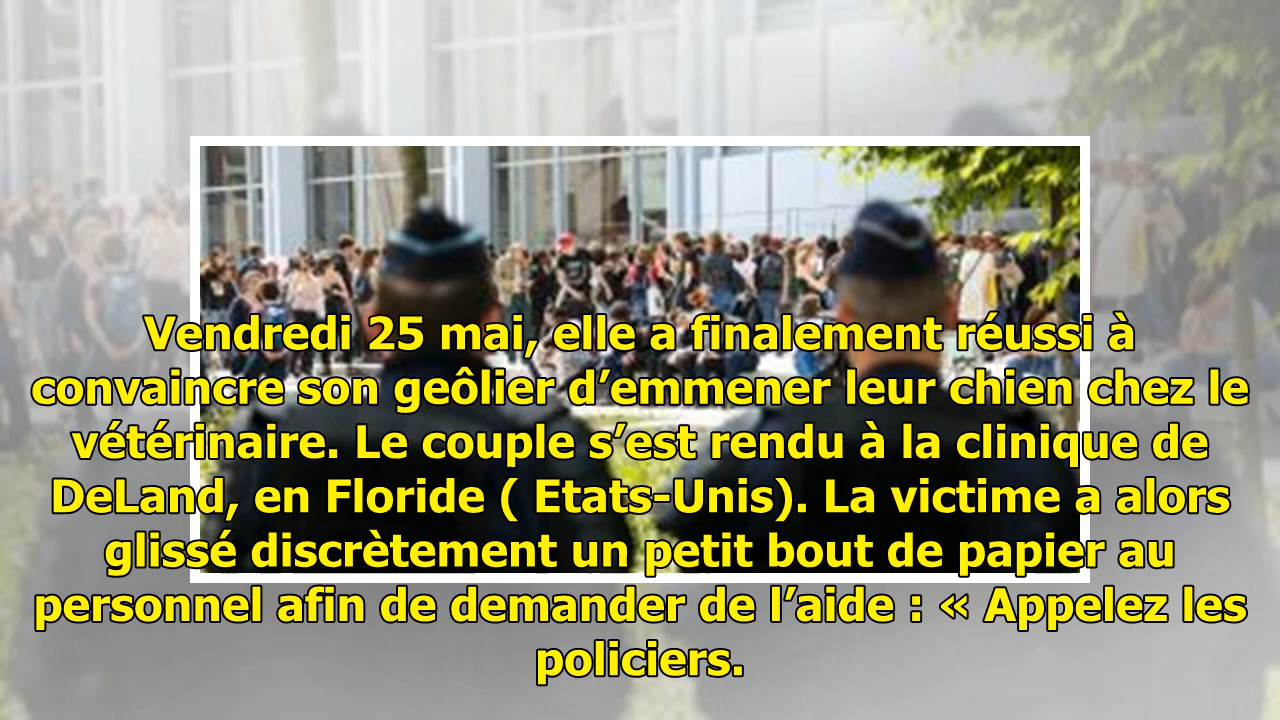 Vendredi 25 mai, elle a finalement réussi à
convaincre son geôlier d’emmener leur chien chez le
vétérinaire. Le couple s’est rendu à la clinique de
DeLand, en Floride ( Etats-Unis). La victime a alors
glissé discrètement un petit bout de papier au
personnel afin de demander de l’aide : « Appelez les
policiers.